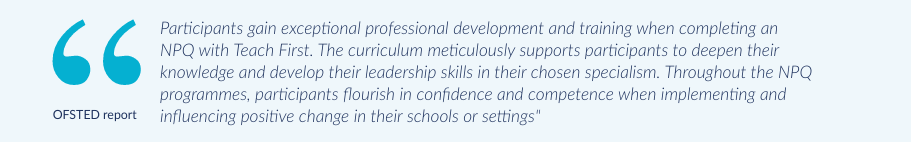 Participants gain exceptional professional development and training when completing an
NPQ with Teach First. The curriculum meticulously supports participants to deepen their
knowledge and develop their leadership skills in their chosen specialism. Throughout the NPQ
programmes, participants flourish in confidence and competence when implementing and
influencing positive change in their schools or settings"
OFSTED report